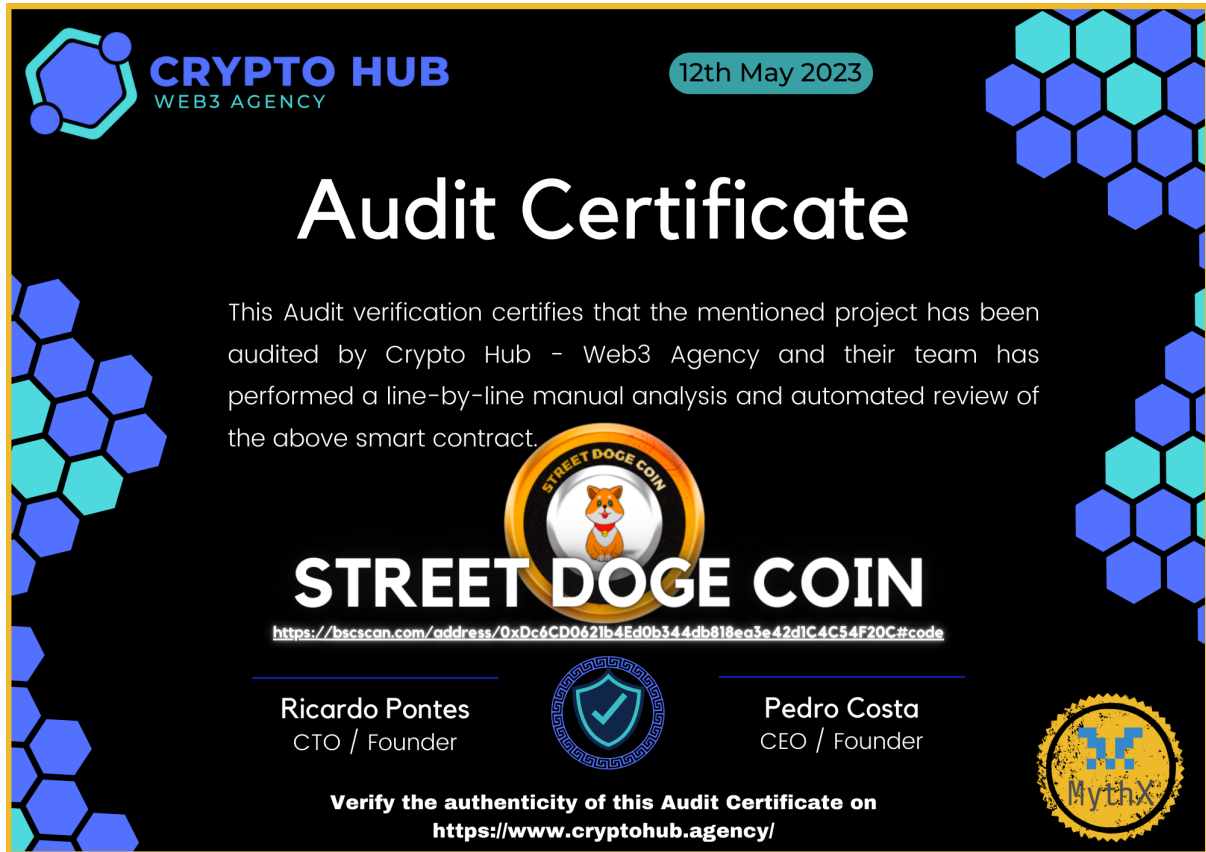 CRYPTO HUB
WEB3 AGENCY
12th May 2023
Audit Certificate
This Audit verification certifies that the mentioned project has been
audited by Crypto Hub - Web3 Agency and their team has
performed a line-by-line manual analysis and automated review of
the above smart contract.
STREET DOGE COIN
STREET DOGE COIN
https://bscscan.com/address/0xDc6CD0621b4Ed0b344db818ea3e42d1C4C54F20C#code
Ricardo Pontes
CTO / Founder
Pedro Costa
CEO / Founder
MythX
Verify the authenticity of this Audit Certificate on
https://www.cryptohub.agency/